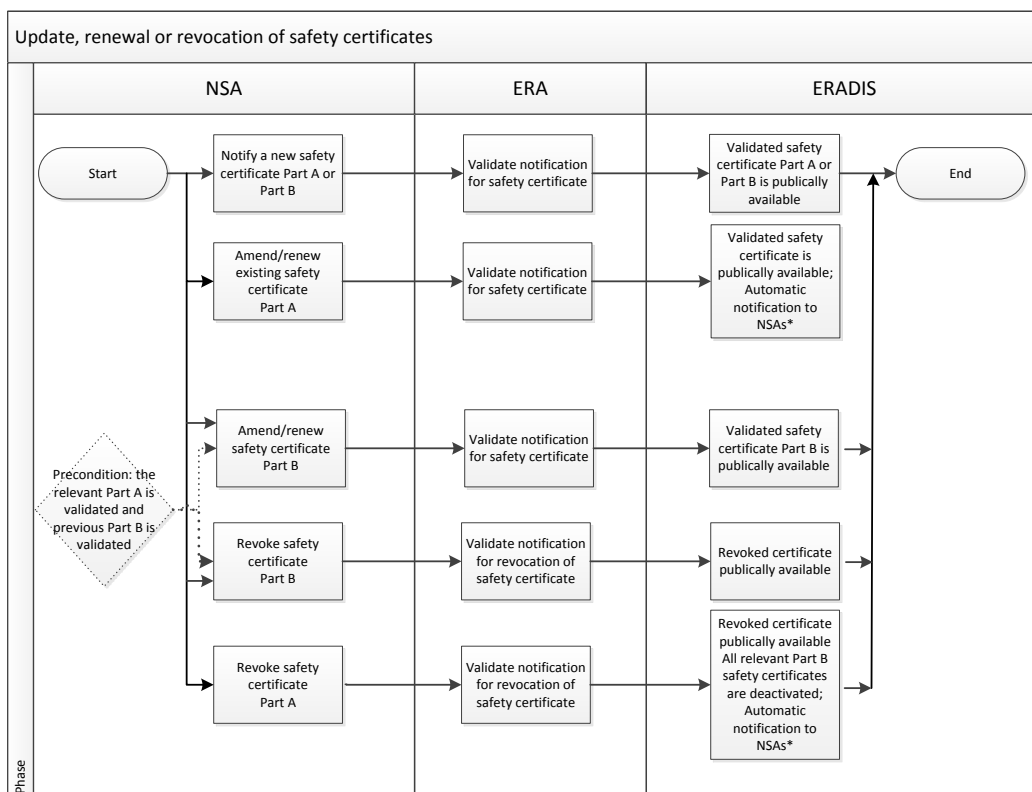 Update, renewal or revocation of safety certificates
NSA
ERA
ERADIS
Start
Notify a new safety
certificate Part A or
Part B
Validate notification
for safety certificate
Validated safety
certificate Part A or
Part B is publically
available
End
Amend/renew
existing safety
certificate
Part A
Validate notification
for safety certificate
Validated safety
certificate is
publically available;
Automatic
notification to
NSAs*
Amend/renew
safety certificate
Part B
Validate notification
for safety certificate
Validated safety
certificate Part B is
publically available
Precondition: the
relevant Part A is
validated and
previous Part B is
validated
Revoke safety
certificate
Part B
Validate notification
for revocation of
safety certificate
Revoked certificate
publically available
Revoke safety
certificate
Part A
Validate notification
for revocation of
safety certificate
Revoked certificate
publically available
All relevant Part B
safety certificates
are deactivated;
Automatic
notification to
NSAs*
Phase